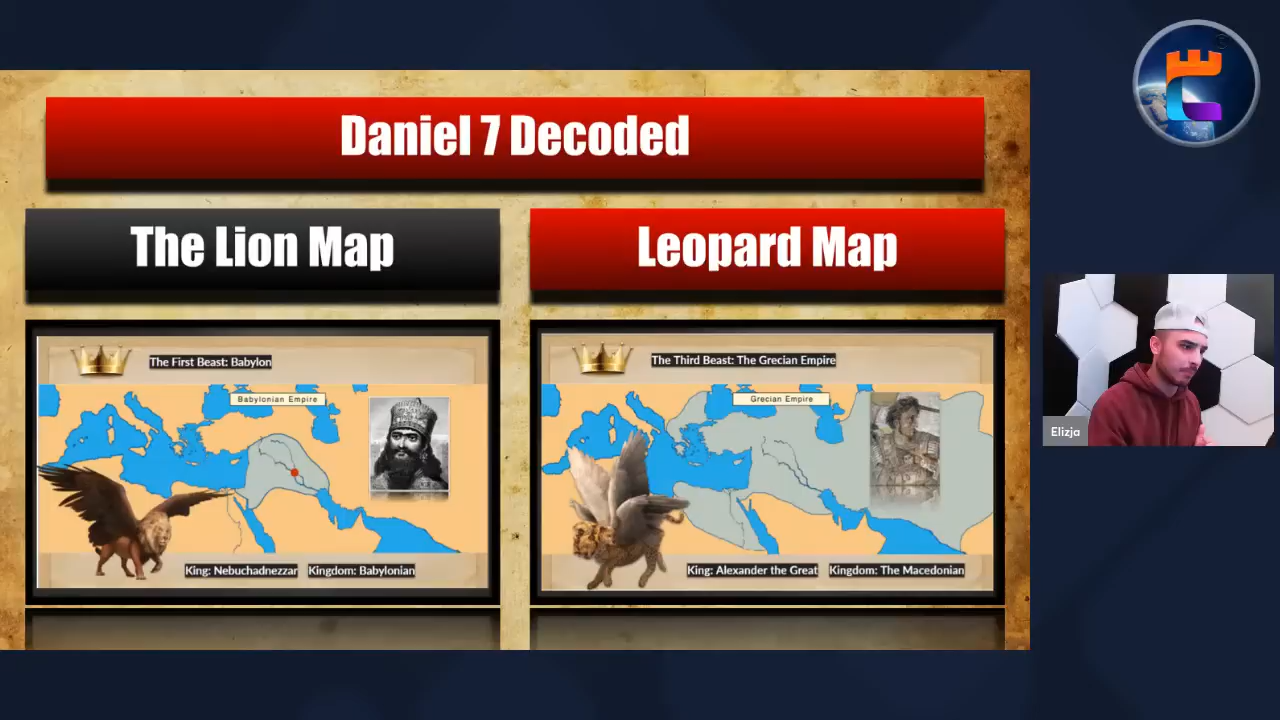 Daniel 7 Decoded
The Lion Map
Leopard Map
The First Beast: Babylon
Babylonian Empire
King: Nebuchadnezzar Kingdom: Babylonian
The Third Beast: The Grecian Empire
Grecian Empire
King: Alexander the Great Kingdom: The Macedonian
Elizja